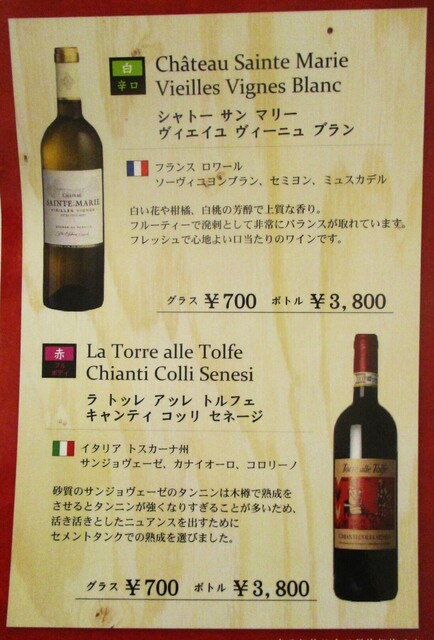 白
辛口
Château Sainte Marie
Vieilles Vignes Blanc
シャトー サン マリー
ヴィエイユ ヴィーニュ ブラン
フランス ロワール
ソーヴィニヨンブラン、セミヨン、ミュスカデル
白い花や柑橘、白桃の芳醇で上質な香り。
フルーティーで溌剌として非常にバランスが取れています。
フレッシュで心地よい口当たりのワインです。
グラス ￥700 ボトル ￥3,800
SAINTE-MARIE
VIEILLES VIGNES
赤
フル
ボディ
La Torre alle Tolfe
Chianti Colli Senesi
ラ トッレ アッレ トルフェ
キャンティ コッリ セネージ
イタリア トスカーナ州
サンジョヴェーゼ、カナイオーロ、コロリーノ
砂質のサンジョヴェーゼのタンニンは木樽で熟成を
させるとタンニンが強くなりすぎることが多いため、
活き活きとしたニュアンスを出すために
セメントタンクでの熟成を選びました。
グラス ￥700 ボトル ￥3,800
Torre alle Tolfe